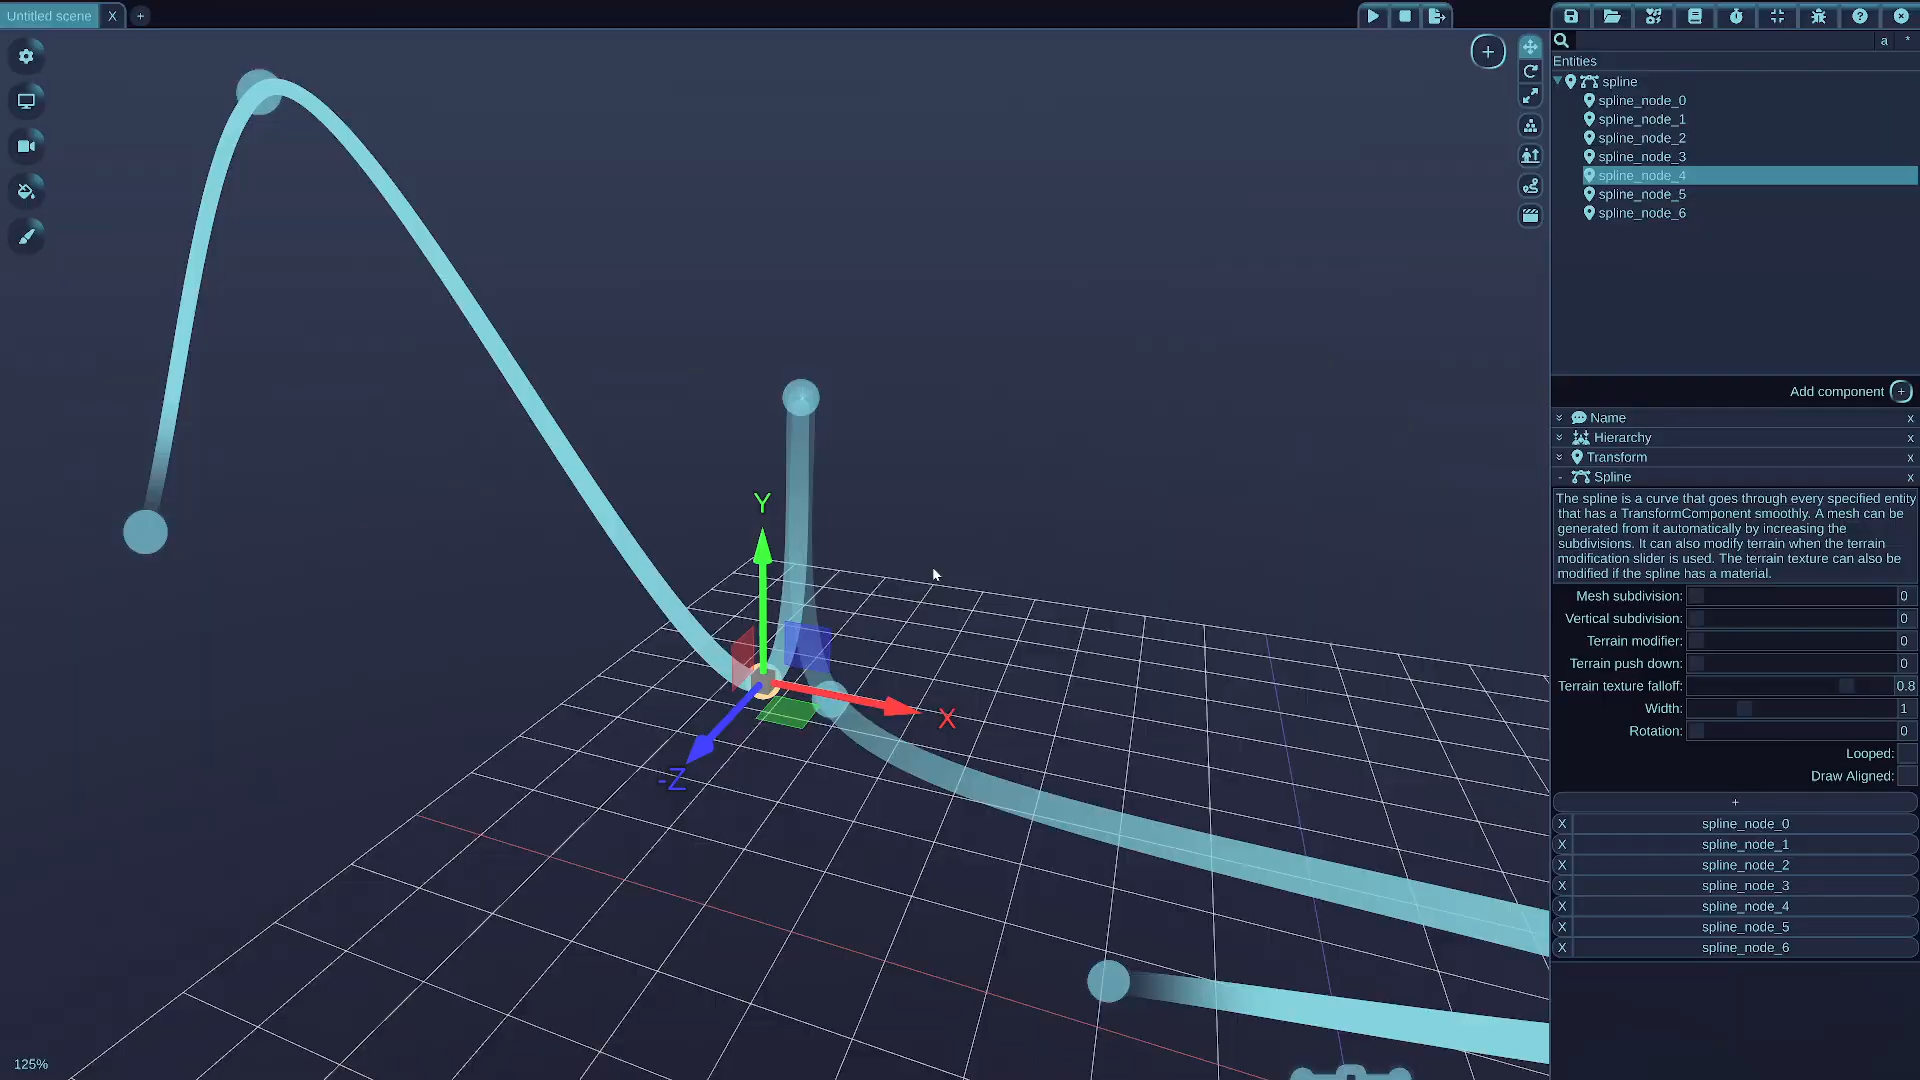 Untitled scene X +
a *
Entities
spline
spline_node_0
spline_node_1
spline_node_2
spline_node_3
spline_node_4
spline_node_5
spline_node_6
Add component +
Name x
Hierarchy x
Transform x
- Spline x
The spline is a curve that goes through every specified entity
that has a TransformComponent smoothly. A mesh can be
generated from it automatically by increasing the
subdivisions. It can also modify terrain when the terrain
modification slider is used. The terrain texture can also be
modified if the spline has a material.
Mesh subdivision: 0
Vertical subdivision: 0
Terrain modifier: 0
Terrain push down: 0
Terrain texture falloff: 0.8
Width: 1
Rotation: 0
Looped:
Draw Aligned:
+
X spline_node_0
X spline_node_1
X spline_node_2
X spline_node_3
X spline_node_4
X spline_node_5
X spline_node_6
Y
X
-Z
125%